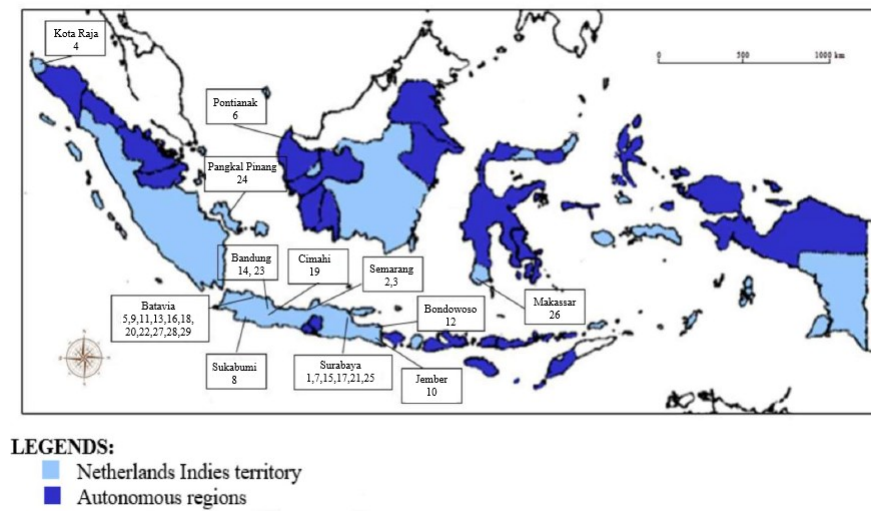 Kota Raja
4
0
500
1000 km
Pontianak
6
Pangkal Pinang
24
Bandung
14, 23
Cimahi
19
Semarang
2,3
Batavia
5,9,11,13,16,18,
20,22,27,28,29
Bondowoso
12
Makassar
26
Sukabumi
8
Surabaya
1,7,15,17,21,25
Jember
10
LEGENDS:
Netherlands Indies territory
Autonomous regions